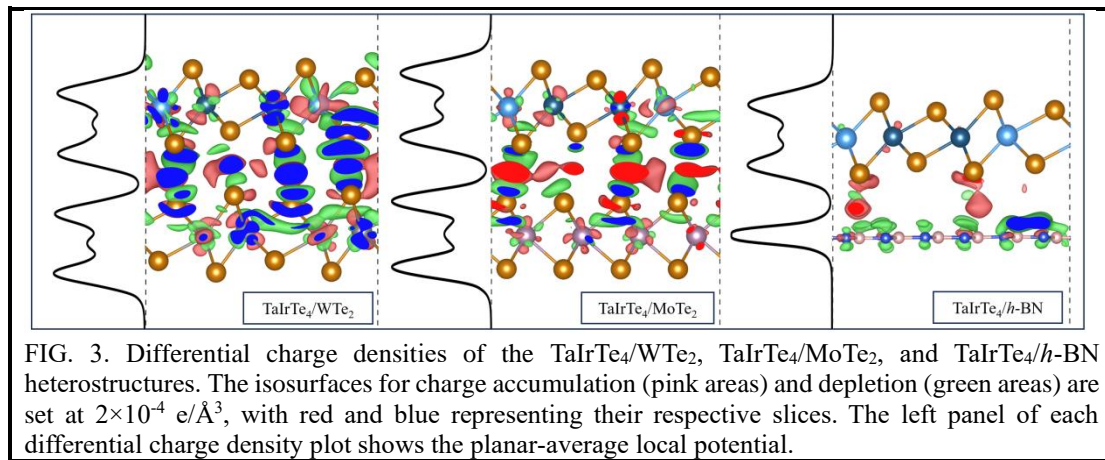 TaIrTe₄/WTe₂
TaIrTe₄/MoTe₂
TaIrTe₄/h-BN
FIG. 3. Differential charge densities of the TaIrTe₄/WTe₂, TaIrTe₄/MoTe₂, and TaIrTe₄/h-BN
heterostructures. The isosurfaces for charge accumulation (pink areas) and depletion (green areas) are
set at 2×10⁻⁴ e/Å³, with red and blue representing their respective slices. The left panel of each
differential charge density plot shows the planar-average local potential.